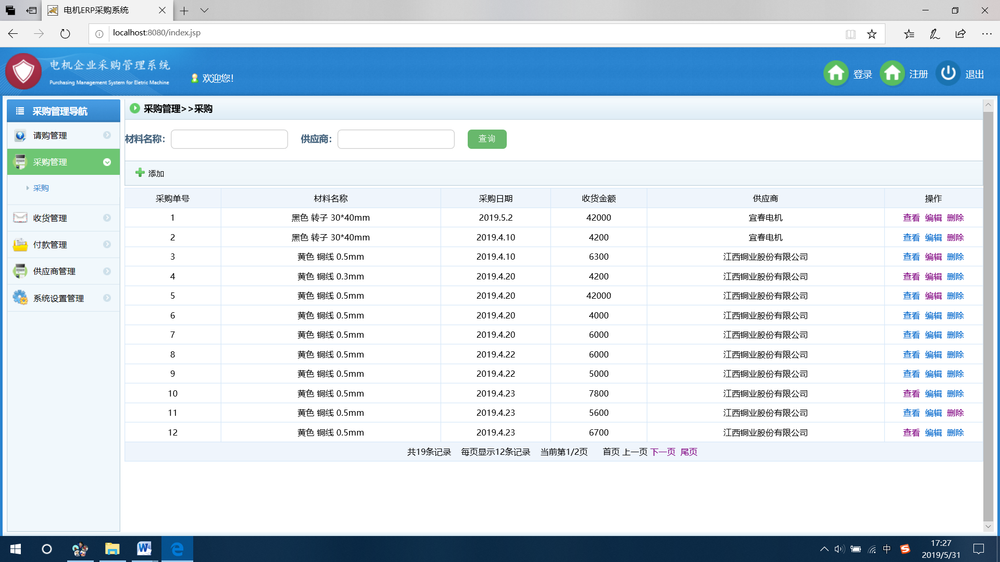 电机ERP采购系统
localhost:8080/index.jsp
电机企业采购管理系统
Purchasing Management System for Eletric Machine
欢迎您!
登录 注册 退出
采购管理导航
请购管理
采购管理
采购
收货管理
付款管理
供应商管理
系统设置管理
采购管理>>采购
材料名称: 供应商: 查询
添加
采购单号 材料名称 采购日期 收货金额 供应商 操作
1 黑色 转子 30*40mm 2019.5.2 42000 宜春电机 查看 编辑 删除
2 黑色 转子 30*40mm 2019.4.10 4200 宜春电机 查看 编辑 删除
3 黄色 铜线 0.5mm 2019.4.10 6300 江西铜业股份有限公司 查看 编辑 删除
4 黄色 铜线 0.3mm 2019.4.20 4200 江西铜业股份有限公司 查看 编辑 删除
5 黄色 铜线 0.5mm 2019.4.20 42000 江西铜业股份有限公司 查看 编辑 删除
6 黄色 铜线 0.5mm 2019.4.20 4000 江西铜业股份有限公司 查看 编辑 删除
7 黄色 铜线 0.5mm 2019.4.20 6000 江西铜业股份有限公司 查看 编辑 删除
8 黄色 铜线 0.5mm 2019.4.22 6000 江西铜业股份有限公司 查看 编辑 删除
9 黄色 铜线 0.5mm 2019.4.22 5000 江西铜业股份有限公司 查看 编辑 删除
10 黄色 铜线 0.5mm 2019.4.23 7800 江西铜业股份有限公司 查看 编辑 删除
11 黄色 铜线 0.5mm 2019.4.23 5600 江西铜业股份有限公司 查看 编辑 删除
12 黄色 铜线 0.5mm 2019.4.23 6700 江西铜业股份有限公司 查看 编辑 删除
共19条记录 每页显示12条记录 当前第1/2页 首页 上一页 下一页 尾页
中
17:27
2019/5/31